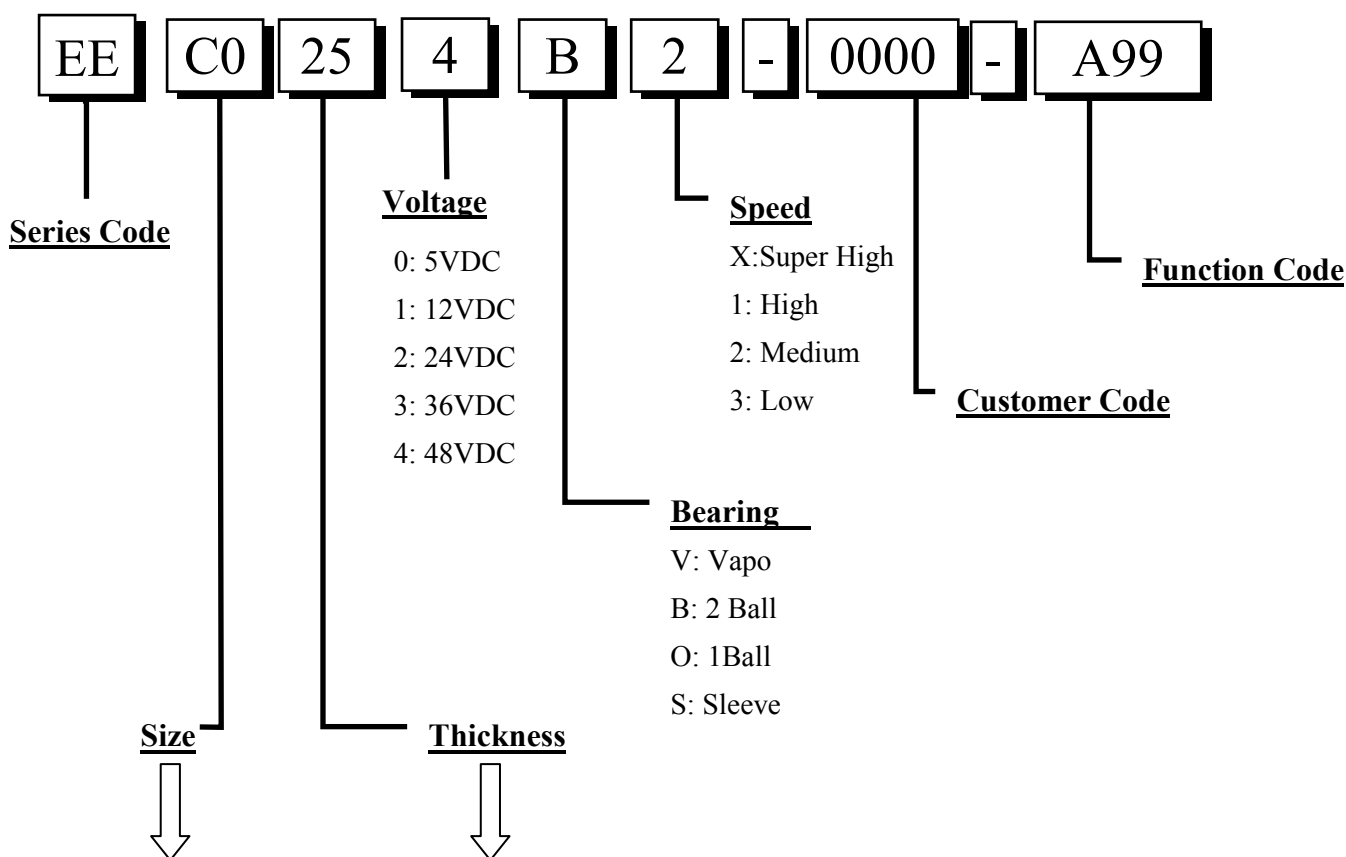 EE C0 25 4 B 2 - 0000 - A99
Series Code
Voltage
0: 5VDC
1: 12VDC
2: 24VDC
3: 36VDC
4: 48VDC
Speed
X:Super High
1: High
2: Medium
3: Low
Function Code
Customer Code
Bearing
V: Vapo
B: 2 Ball
O: 1Ball
S: Sleeve
Size
Thickness